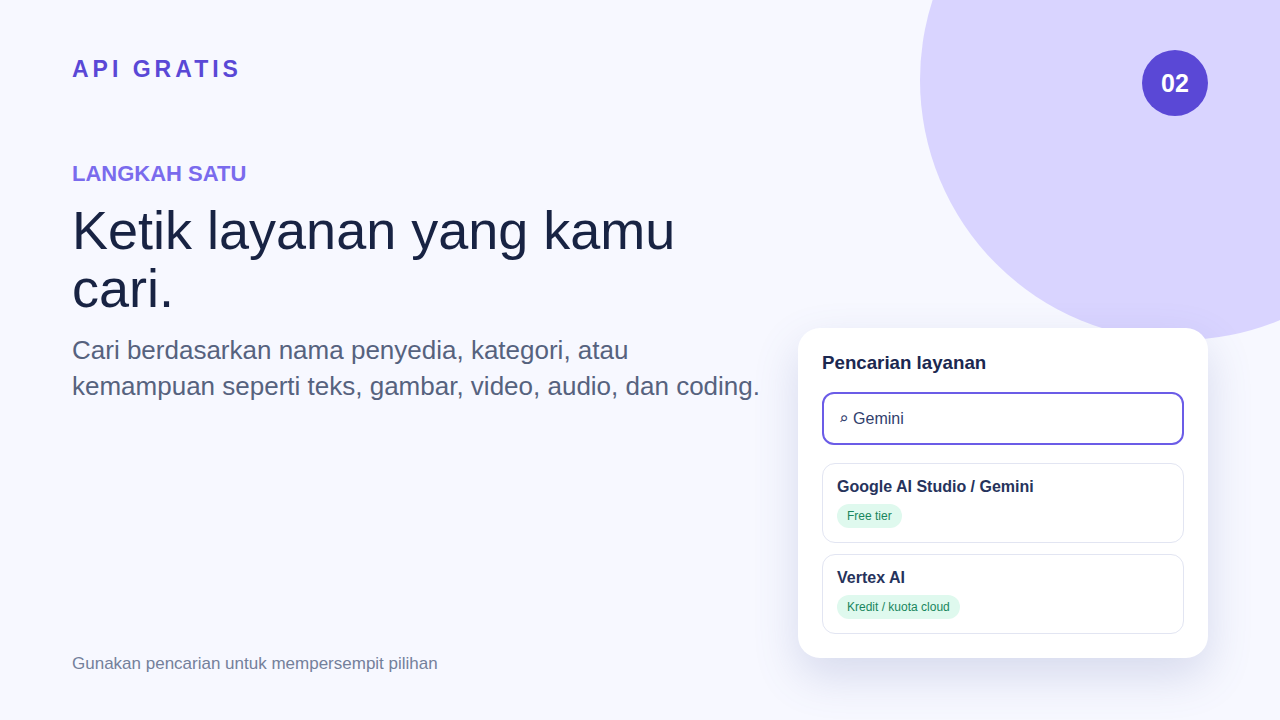 API GRATIS
02
LANGKAH SATU
Ketik layanan yang kamu
cari.
Cari berdasarkan nama penyedia, kategori, atau
kemampuan seperti teks, gambar, video, audio, dan coding.
Pencarian layanan
⌕ Gemini
Google AI Studio / Gemini
Free tier
Vertex AI
Kredit / kuota cloud
Gunakan pencarian untuk mempersempit pilihan